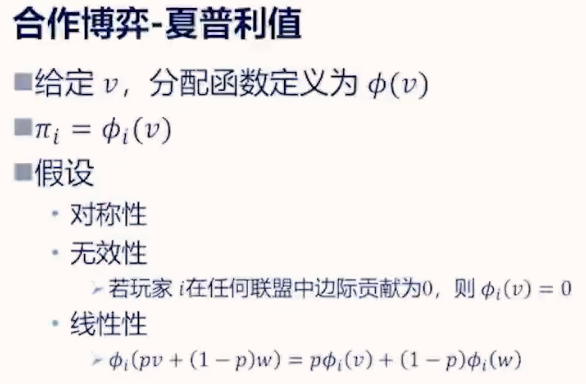 合作博弈-夏普利值
■给定 v，分配函数定义为 ϕ(v)
■πᵢ = ϕᵢ(v)
■假设
• 对称性
• 无效性
➢若玩家 i在任何联盟中边际贡献为0，则 ϕᵢ(v) = 0
• 线性性
➢ϕᵢ(pv + (1 − p)w) = pϕᵢ(v) + (1 − p)ϕᵢ(w)